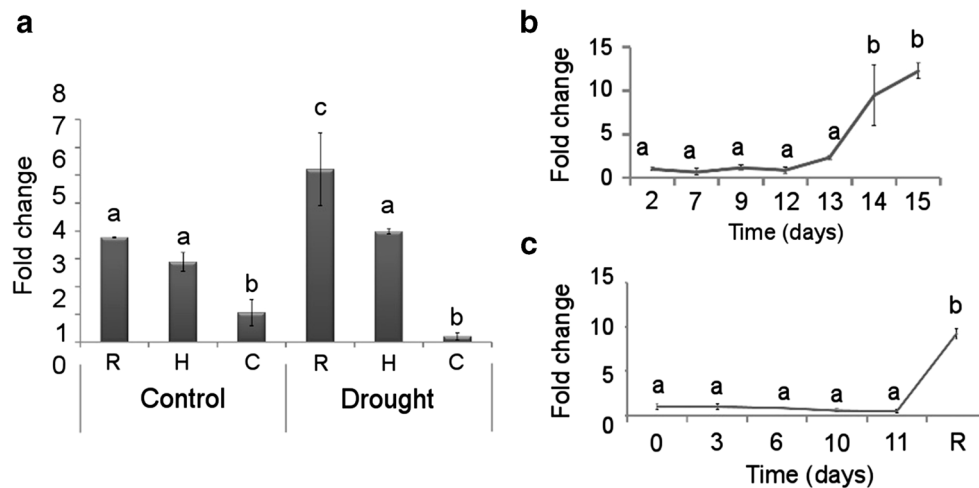 a
Fold change
8
7
6
5
4
3
2
1
0
a
a
b
c
a
b
R H C R H C
Control Drought
b
Fold change
15
10
5
0
a a a a a b b
2 7 9 12 13 14 15
Time (days)
c
Fold change
15
10
5
0
a a a a a b
0 3 6 10 11 R
Time (days)